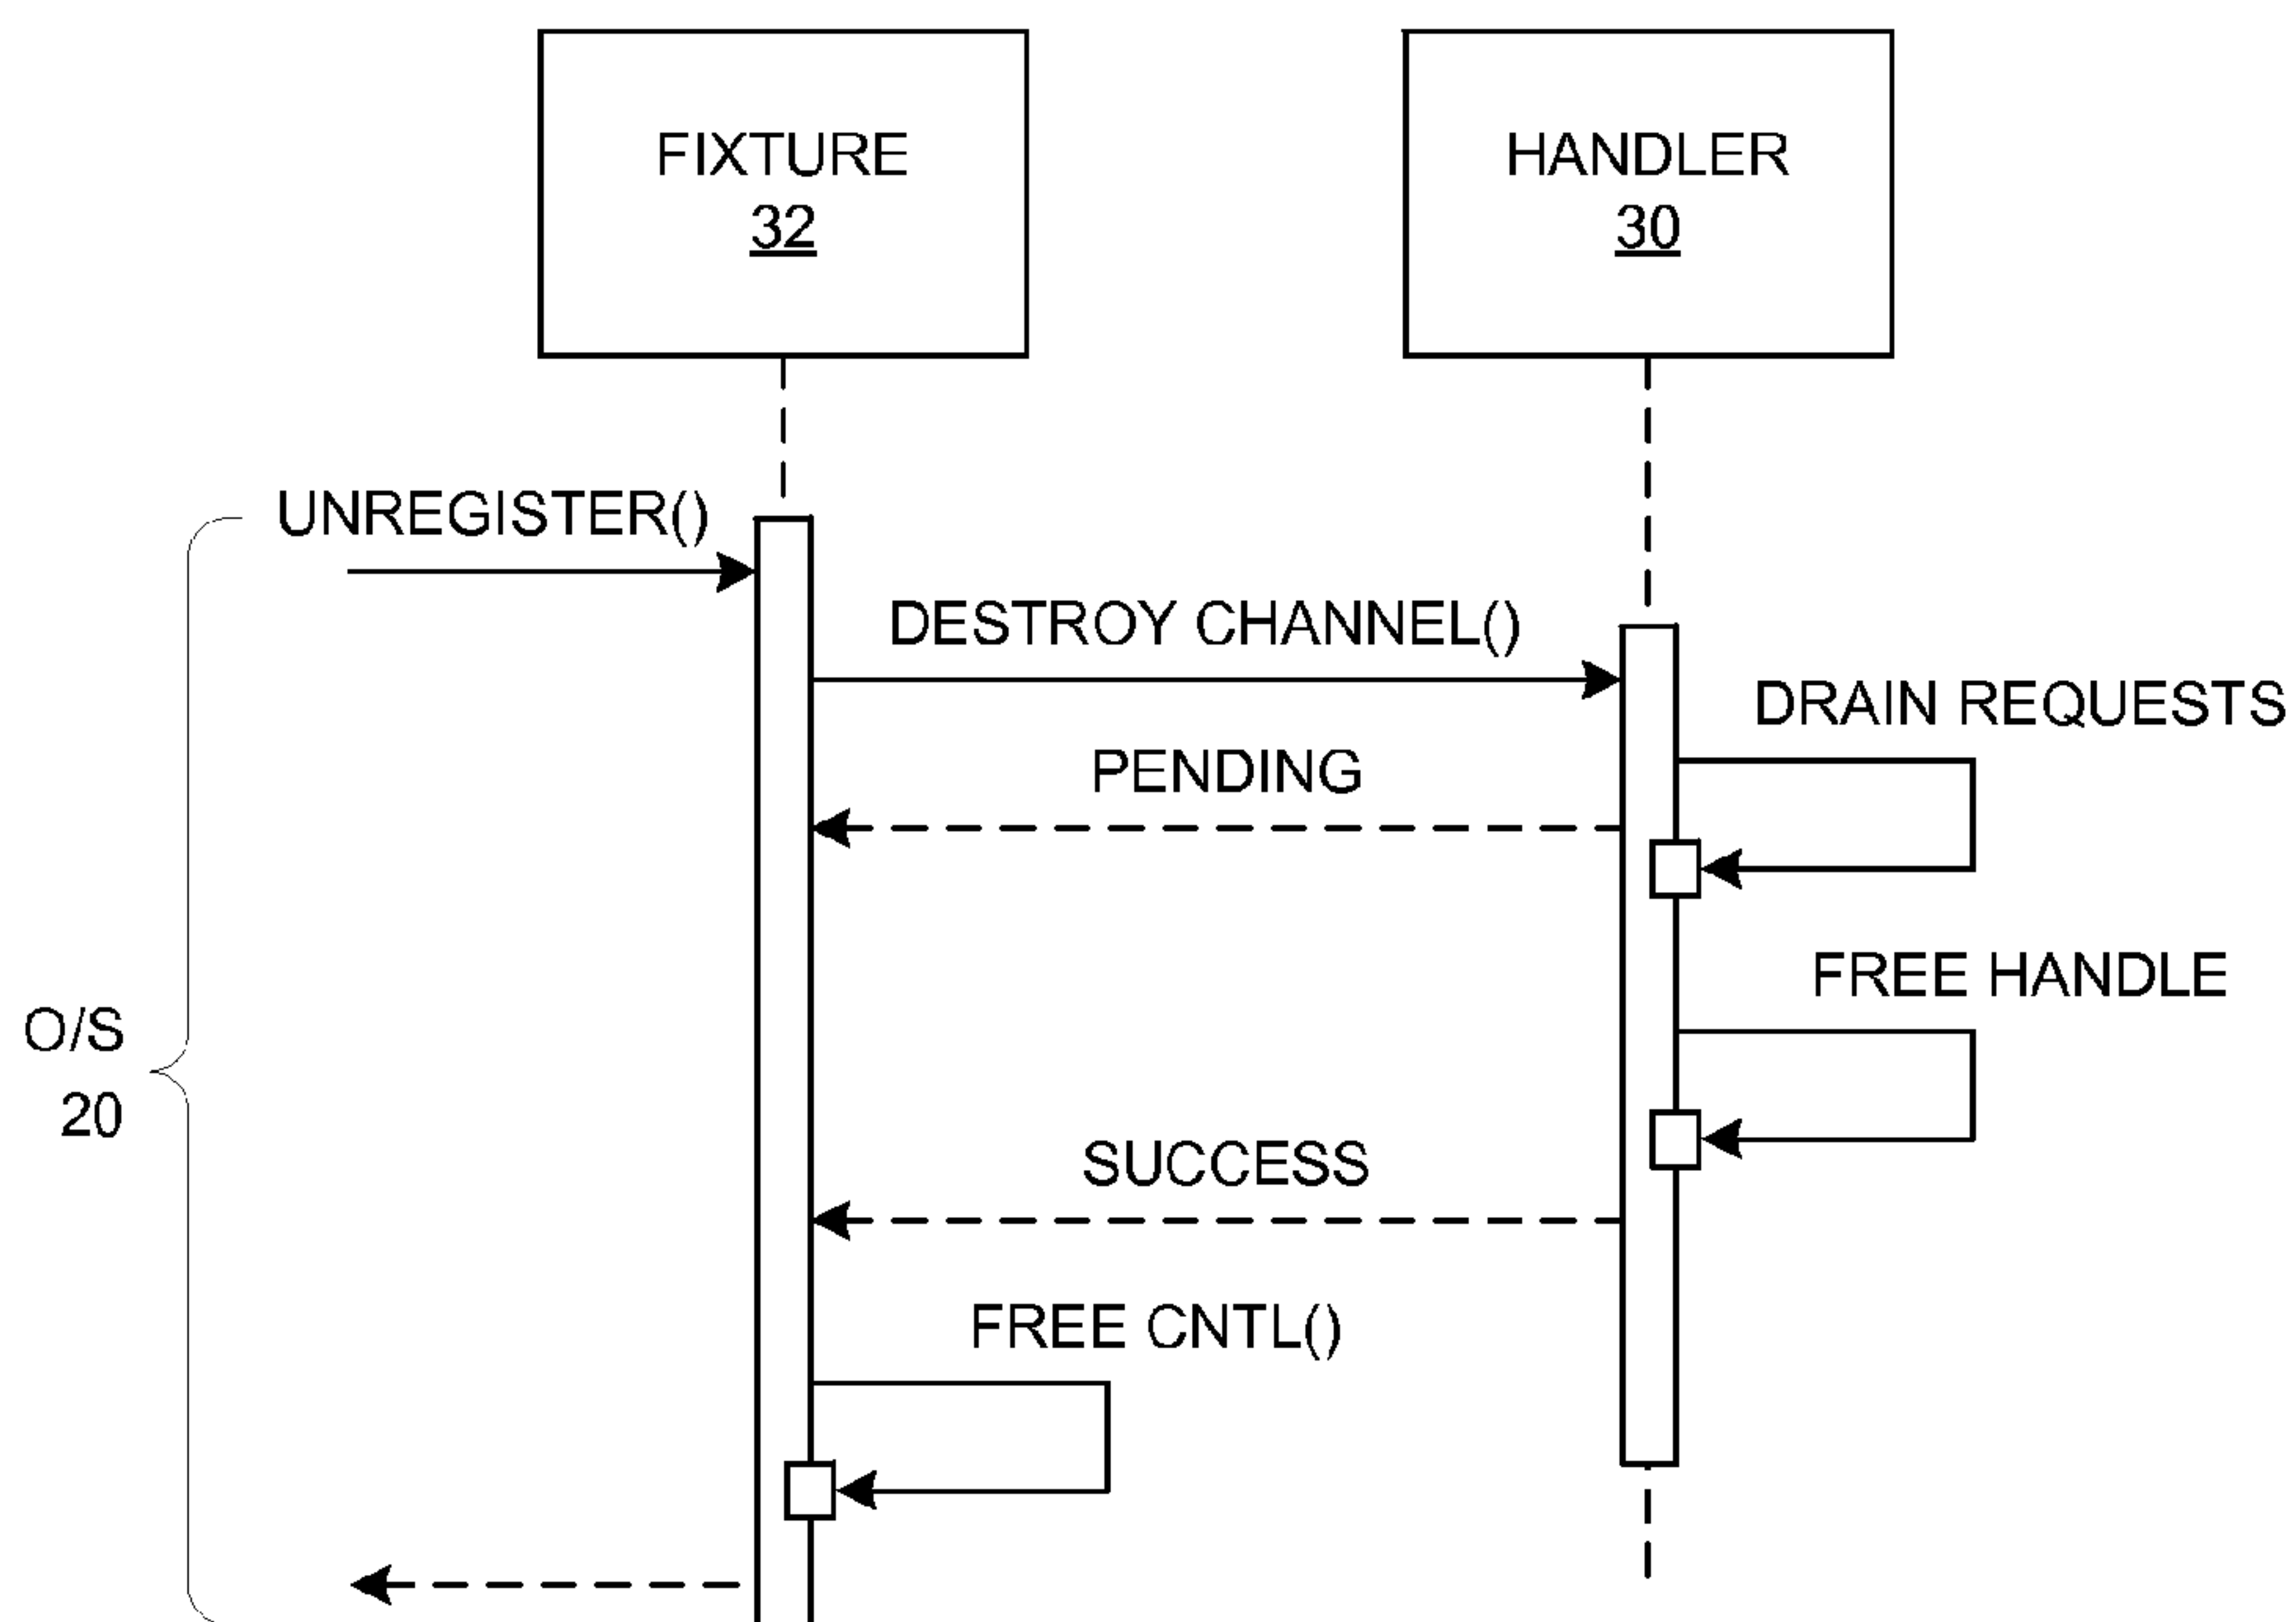 FIXTURE
32
HANDLER
30
UNREGISTER()
DESTROY CHANNEL()
DRAIN REQUESTS
PENDING
FREE HANDLE
O/S
20
SUCCESS
FREE CNTL()